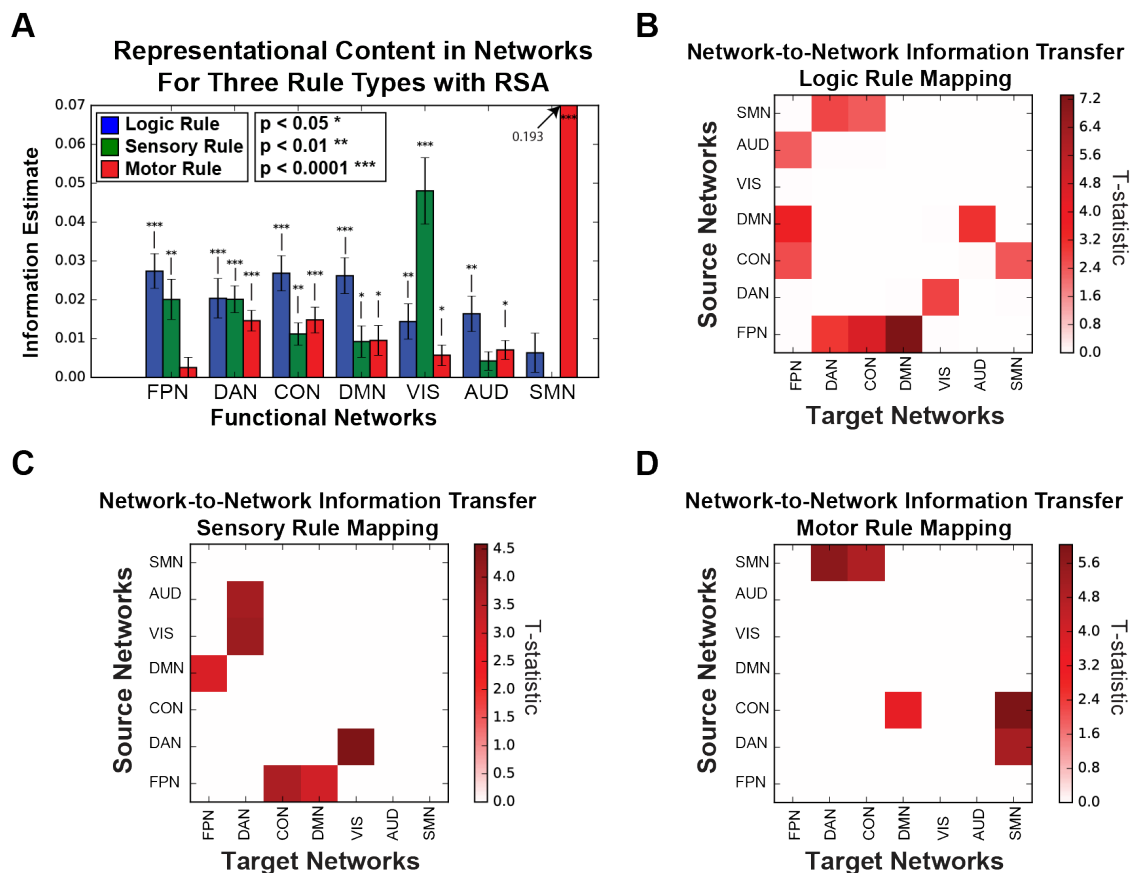 A
Representational Content in Networks
For Three Rule Types with RSA
Information Estimate
0.07
0.06
0.05
0.04
0.03
0.02
0.01
0.00
Logic Rule
Sensory Rule
Motor Rule
p < 0.05 *
p < 0.01 **
p < 0.0001 ***
0.193
***
***
**
***
***
***
***
**
***
***
*
*
**
***
*
**
*
FPN DAN CON DMN VIS AUD SMN
Functional Networks
B
Network-to-Network Information Transfer
Logic Rule Mapping
Source Networks
SMN
AUD
VIS
DMN
CON
DAN
FPN
FPN DAN CON DMN VIS AUD SMN
Target Networks
7.2
6.4
5.6
4.8
4.0
3.2
2.4
1.6
0.8
0.0
T-statistic
C
Network-to-Network Information Transfer
Sensory Rule Mapping
Source Networks
SMN
AUD
VIS
DMN
CON
DAN
FPN
FPN DAN CON DMN VIS AUD SMN
Target Networks
4.5
4.0
3.5
3.0
2.5
2.0
1.5
1.0
0.5
0.0
T-statistic
D
Network-to-Network Information Transfer
Motor Rule Mapping
Source Networks
SMN
AUD
VIS
DMN
CON
DAN
FPN
FPN DAN CON DMN VIS AUD SMN
Target Networks
5.6
4.8
4.0
3.2
2.4
1.6
5.8
0.0
T-statistic